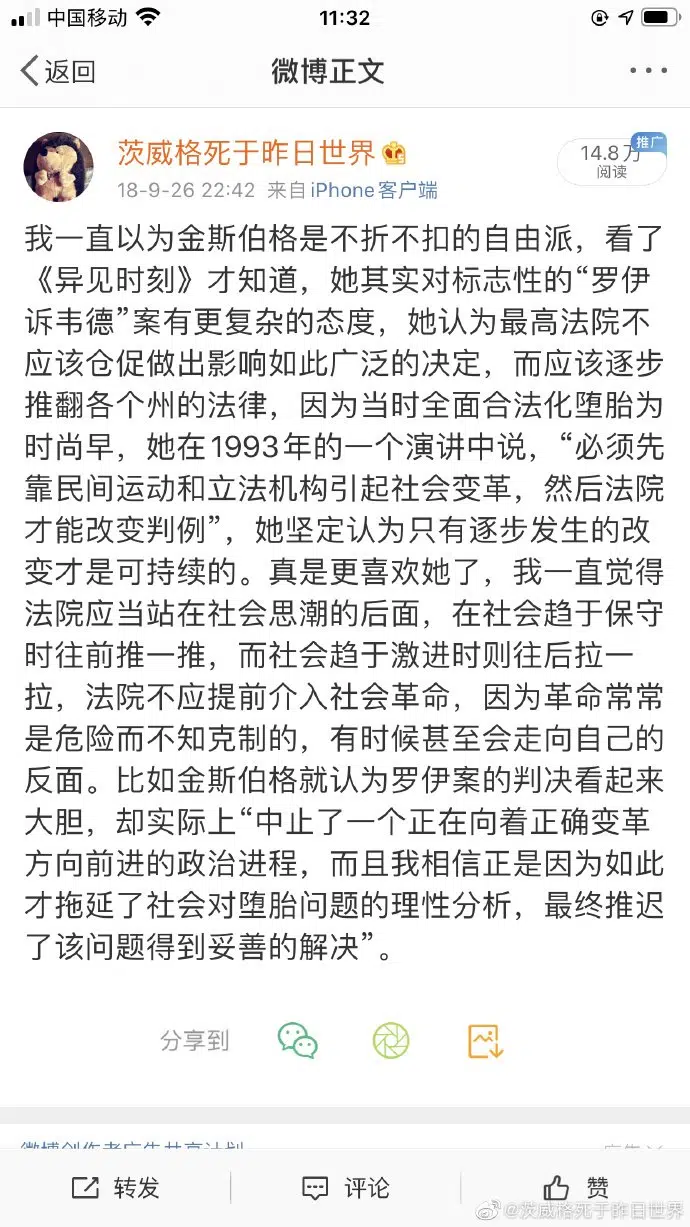 中国移动
11:32
返回
微博正文
茨威格死于昨日世界
14.8万
推广
阅读
18-9-26 22:42 来自 iPhone客户端
我一直以为金斯伯格是不折不扣的自由派，看了
《异见时刻》才知道，她其实对标志性的“罗伊
诉韦德”案有更复杂的态度，她认为最高法院不
应该仓促做出影响如此广泛的决定，而应该逐步
推翻各个州的法律，因为当时全面合法化堕胎为
时尚早，她在1993年的一个演讲中说，“必须先
靠民间运动和立法机构引起社会变革，然后法院
才能改变判例”，她坚定认为只有逐步发生的改
变才是可持续的。真是更喜欢她了，我一直觉得
法院应当站在社会思潮的后面，在社会趋于保守
时往前推一推，而社会趋于激进时则往后拉一
拉，法院不应提前介入社会革命，因为革命常常
是危险而不知克制的，有时候甚至会走向自己的
反面。比如金斯伯格就认为罗伊案的判决看起来
大胆，却实际上“中止了一个正在向着正确变革
方向前进的政治进程，而且我相信正是因为如此
才拖延了社会对堕胎问题的理性分析，最终推迟
了该问题得到妥善的解决”。
分享到
微博创作者广告共享计划
广告
转发
评论
赞
@茨威格死于昨日世界